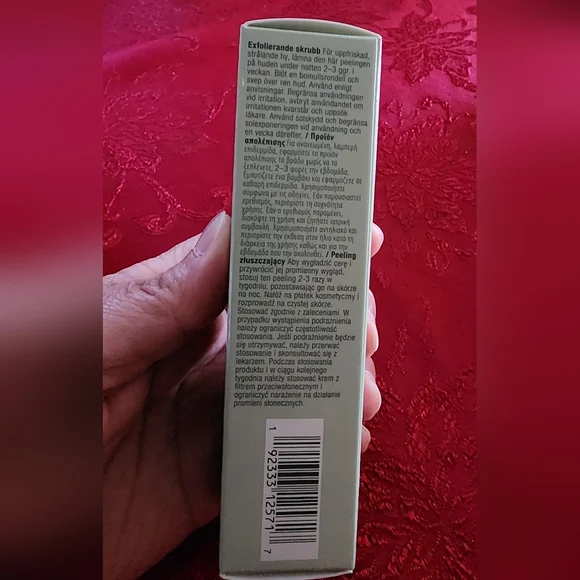 Exfolierande skrubb För uppfriskad,
strålande hy, lämna den här peelingen
på huden under natten 2–3 ggr. i
veckan. Blöt en bomullsrondell och
svep över ren hud. Använd enligt
anvisningar. Begränsa användningen
vid irritation, avbryt användandet om
irritationen kvarstår och uppsök
läkare. Använd solskydd och begränsa
solexponeringen vid användning och
en vecka därefter. / Προϊόν
απολέπισης Για ανανεωμένη, λαμπερή
επιδερμίδα, εφαρμόστε το προϊόν
απολέπισης το βράδυ χωρίς να το
ξεπλένετε, 2–3 φορές την εβδομάδα.
Εμποτίζετε ένα βαμβάκι και εφαρμόζετε σε
καθαρή επιδερμίδα. Χρησιμοποιήστε
σύμφωνα με τις οδηγίες. Εάν παρουσιαστεί
ερεθισμός, περιορίστε τη συχνότητα
χρήσης. Εάν ο ερεθισμός παραμένει,
διακόψτε τη χρήση και ζητήστε ιατρική
συμβουλή. Χρησιμοποιήστε αντηλιακό και
περιορίστε την έκθεση στον ήλιο κατά τη
διάρκεια της χρήσης καθώς και για την
εβδομάδα που την ακολουθεί. / Peeling
złuszczający Aby wygładzić cerę i
przywrócić jej promienny wygląd,
stosuj ten peeling 2-3 razy w
tygodniu, pozostawiając go na skórze
na noc. Nałóż na płatek kosmetyczny i
rozprowadź na czystej skórze.
Stosować zgodnie z zaleceniami. W
przypadku wystąpienia podrażnienia
należy ograniczyć częstotliwość
stosowania. Jeśli podrażnienie będzie
się utrzymywać, należy przerwać
stosowanie i skonsultować się z
lekarzem. Podczas stosowania
produktu i w ciągu kolejnego
tygodnia należy stosować krem z
filtrem przeciwsłonecznym i
ograniczyć narażenie na działanie
promieni słonecznych.
1 92333 12571 7